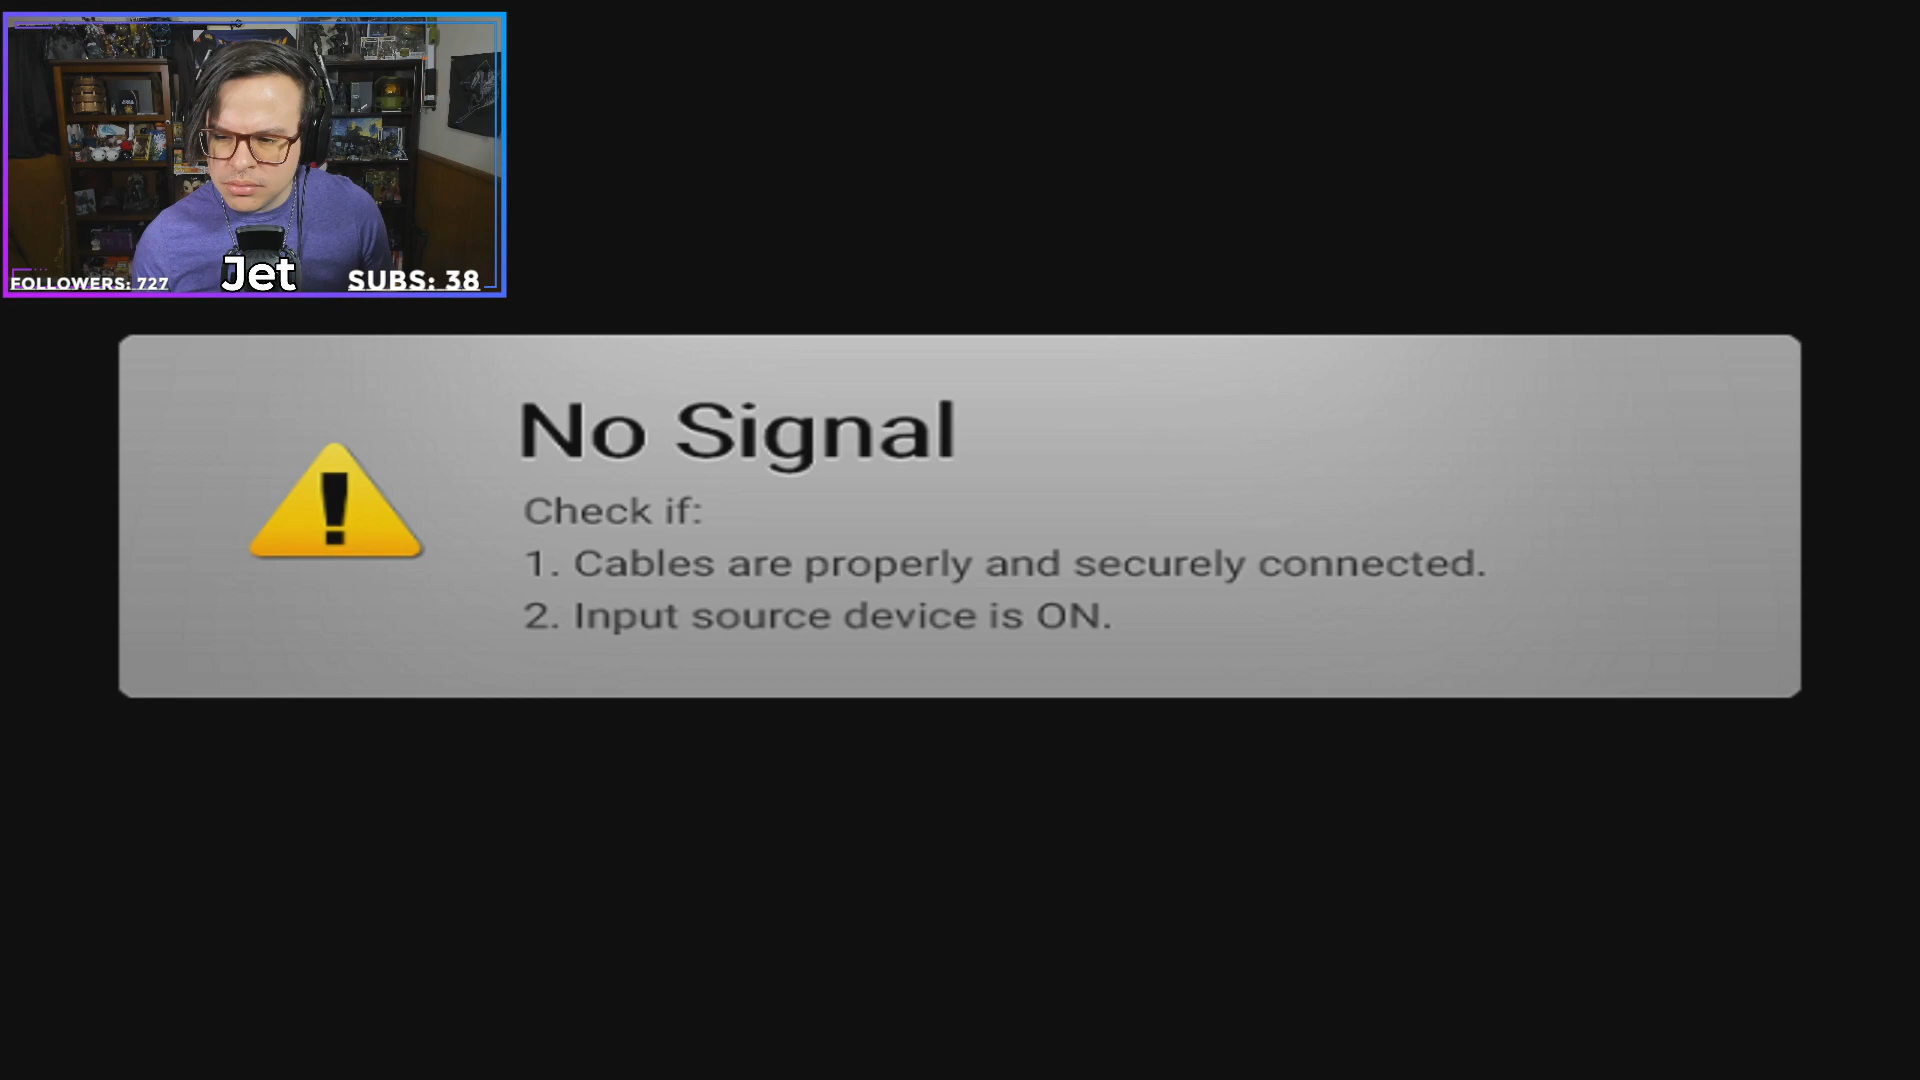 FOLLOWERS: 727
Jet
SUBS: 38
No Signal
Check if:
1. Cables are properly and securely connected.
2. Input source device is ON.